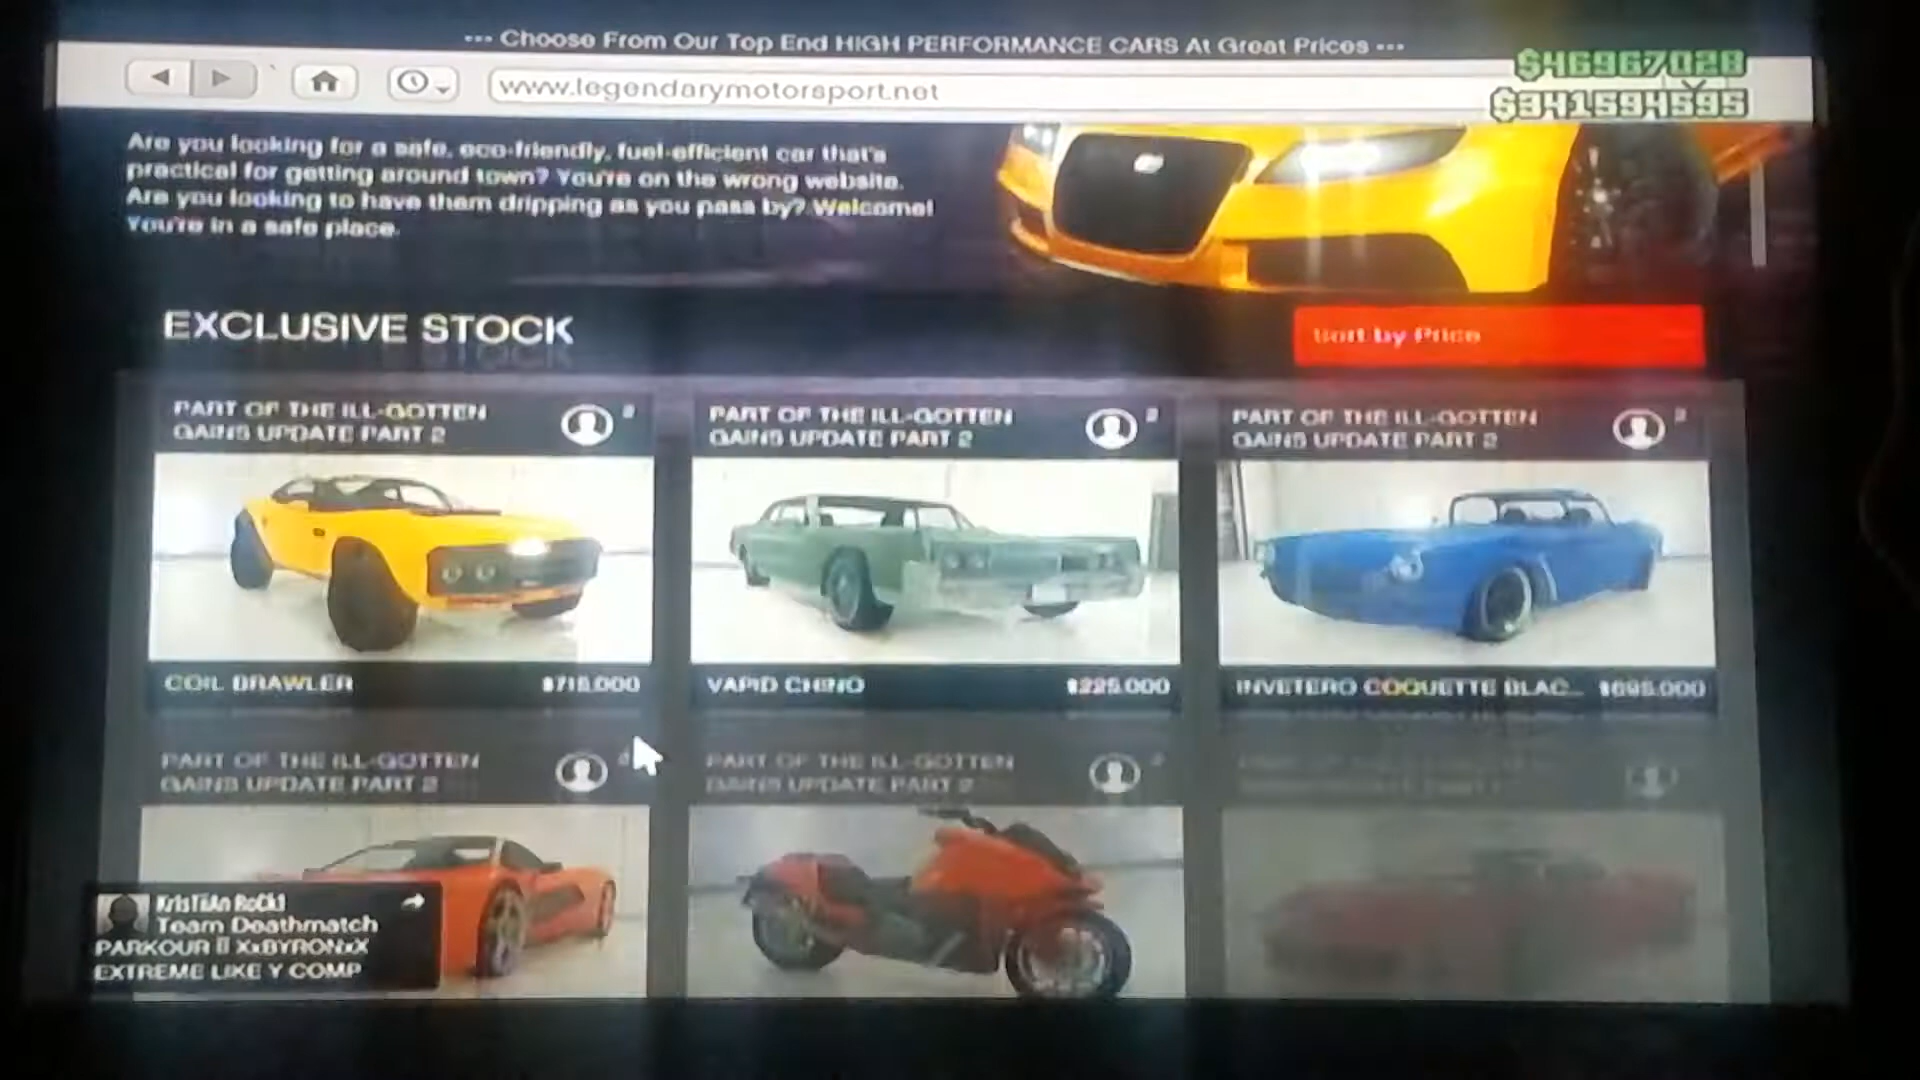 --- Choose From Our Top End HIGH PERFORMANCE CARS At Great Prices ---
www.legendarymotorsport.net
$46967028
$341594595
Are you looking for a safe, eco-friendly, fuel-efficient car that's
practical for getting around town? You're on the wrong website.
Are you looking to have them dripping as you pass by? Welcome!
You're in a safe place.
EXCLUSIVE STOCK
Sort by Price
PART OF THE ILL-GOTTEN
GAINS UPDATE PART 2
PART OF THE ILL-GOTTEN
GAINS UPDATE PART 2
PART OF THE ILL-GOTTEN
GAINS UPDATE PART 2
COIL BRAWLER $715,000
VAPID CHINO $225,000
INVETERO COQUETTE BLAC... $695,000
PART OF THE ILL-GOTTEN
GAINS UPDATE PART 2
PART OF THE ILL-GOTTEN
GAINS UPDATE PART 2
KrisTiiAn RoCk1
Team Deathmatch
PARKOUR || XxBYRONxX
EXTREME LIKE Y COMP